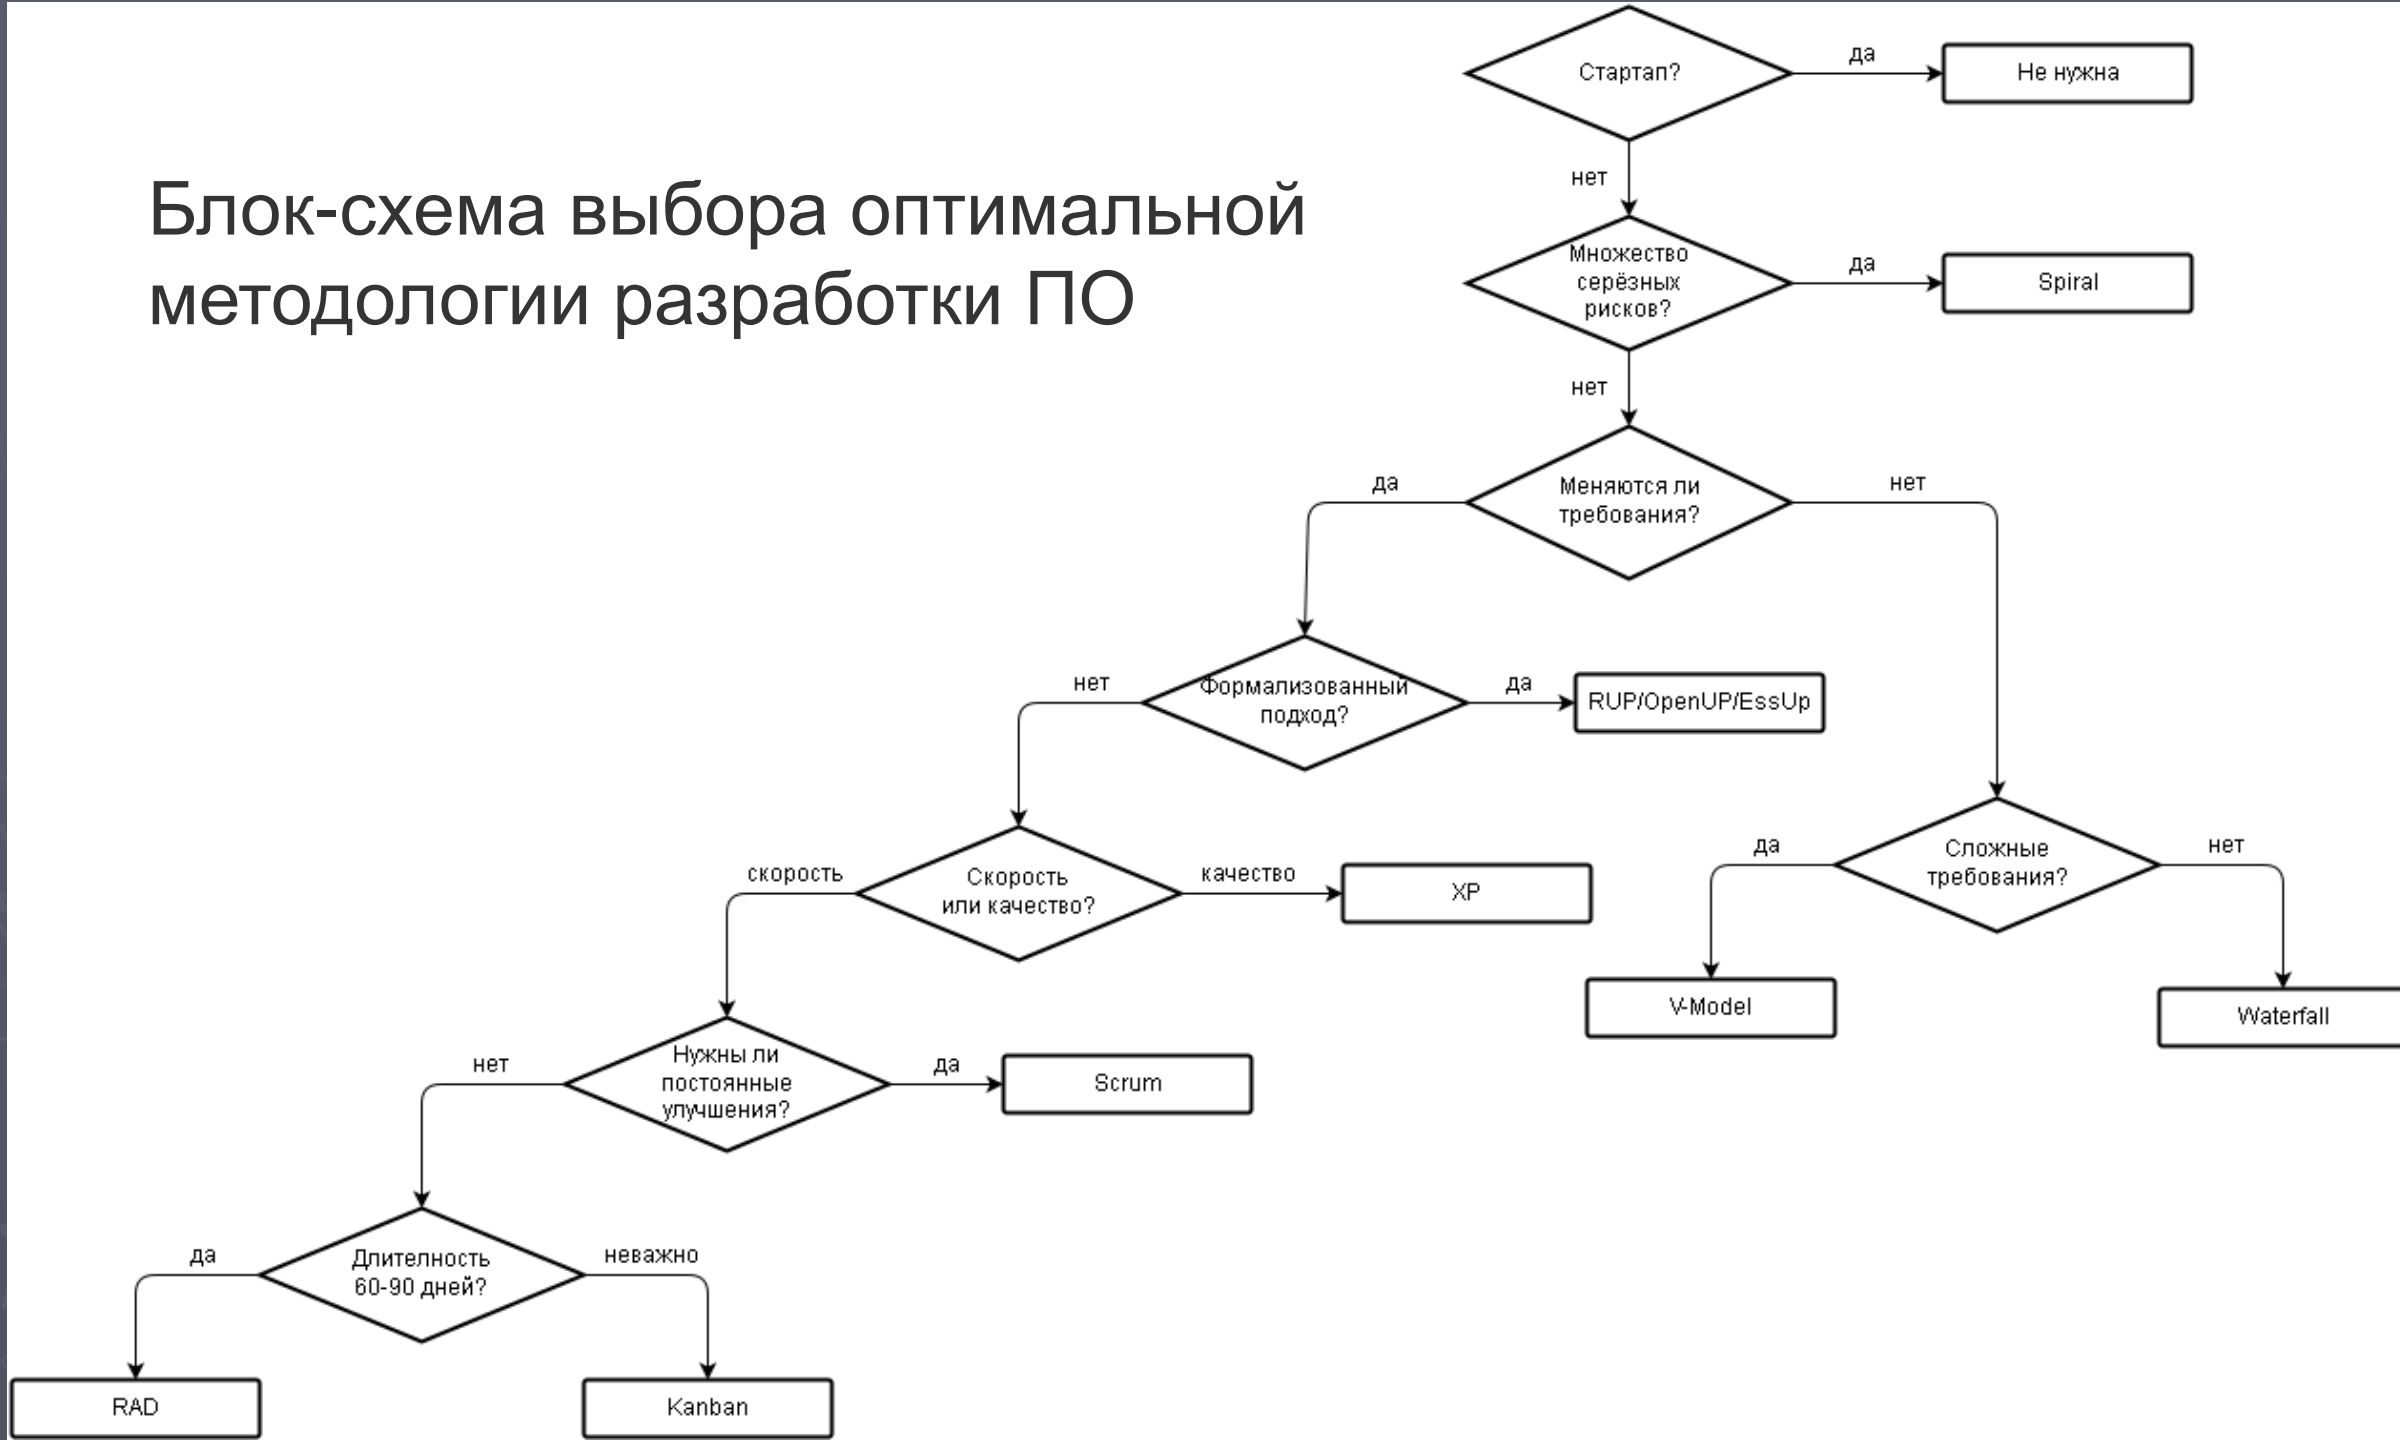 Блок-схема выбора оптимальной
методологии разработки ПО
Стартап?
да
Не нужна
нет
Множество
серёзных
рисков?
да
Spiral
нет
Меняются ли
требования?
да
нет
Формализованный
подход?
нет
да
RUP/OpenUP/EssUp
Скорость
или качество?
скорость
качество
XP
Сложные
требования?
да
нет
V-Model
Waterfall
Нужны ли
постоянные
улучшения?
нет
да
Scrum
Длителность
60-90 дней?
да
неважно
RAD
Kanban